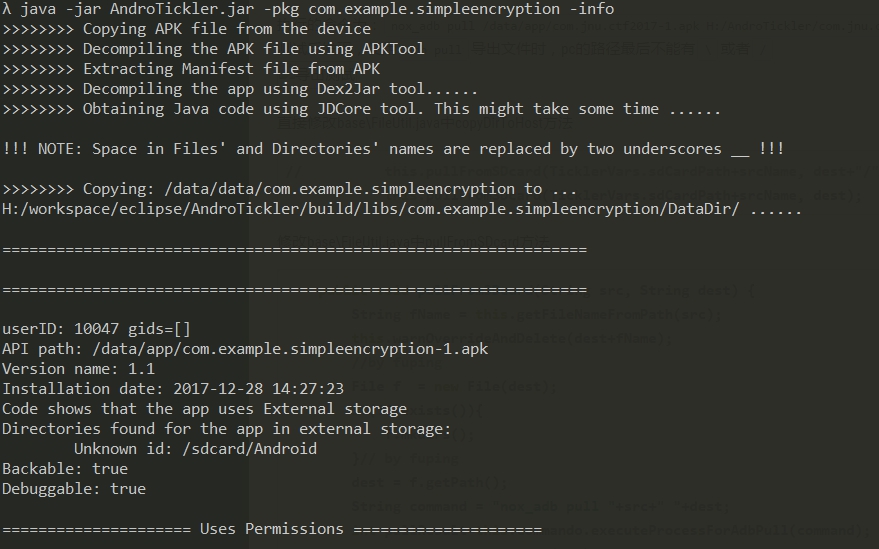 λ java -jar AndroTickler.jar -pkg com.example.simpleencryption -info
>>>>>>>> Copying APK file from the device
>>>>>>>> Decompiling the APK file using APKTool
>>>>>>>> Extracting Manifest file from APK
>>>>>>>> Decompiling the app using Dex2Jar tool......
>>>>>>>> Obtaining Java code using JDCore tool. This might take some time ......
!!! NOTE: Space in Files' and Directories' names are replaced by two underscores __ !!!
>>>>>>>> Copying: /data/data/com.example.simpleencryption to ...
H:/workspace/eclipse/AndroTickler/build/libs/com.example.simpleencryption/DataDir/ ......
=================================================================
=================================================================
userID: 10047 gids=[]
API path: /data/app/com.example.simpleencryption-1.apk
Version name: 1.1
Installation date: 2017-12-28 14:27:23
Code shows that the app uses External storage
Directories found for the app in external storage:
Unknown id: /sdcard/Android
Backable: true
Debuggable: true
===================== Uses Permissions =====================